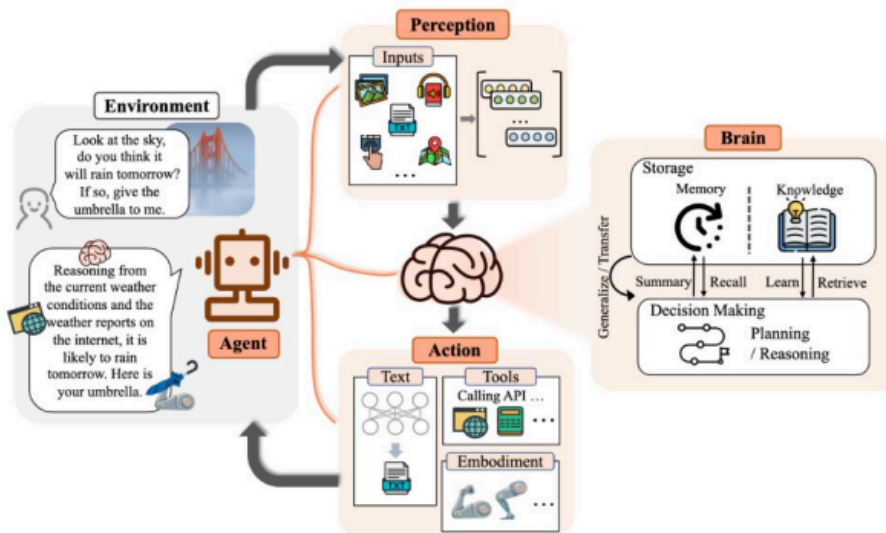 Perception
Inputs
TXT
...
...
Environment
Look at the sky,
do you think it
will rain tomorrow?
If so, give the
umbrella to me.
Reasoning from
the current weather
conditions and the
weather reports on
the internet, it is
likely to rain
tomorrow. Here is
your umbrella.
Agent
Action
Text
TXT
Tools
Calling API ...
...
Embodiment
...
Brain
Storage
Memory
Knowledge
Generalize / Transfer
Summary
Recall
Learn
Retrieve
Decision Making
Planning
/ Reasoning